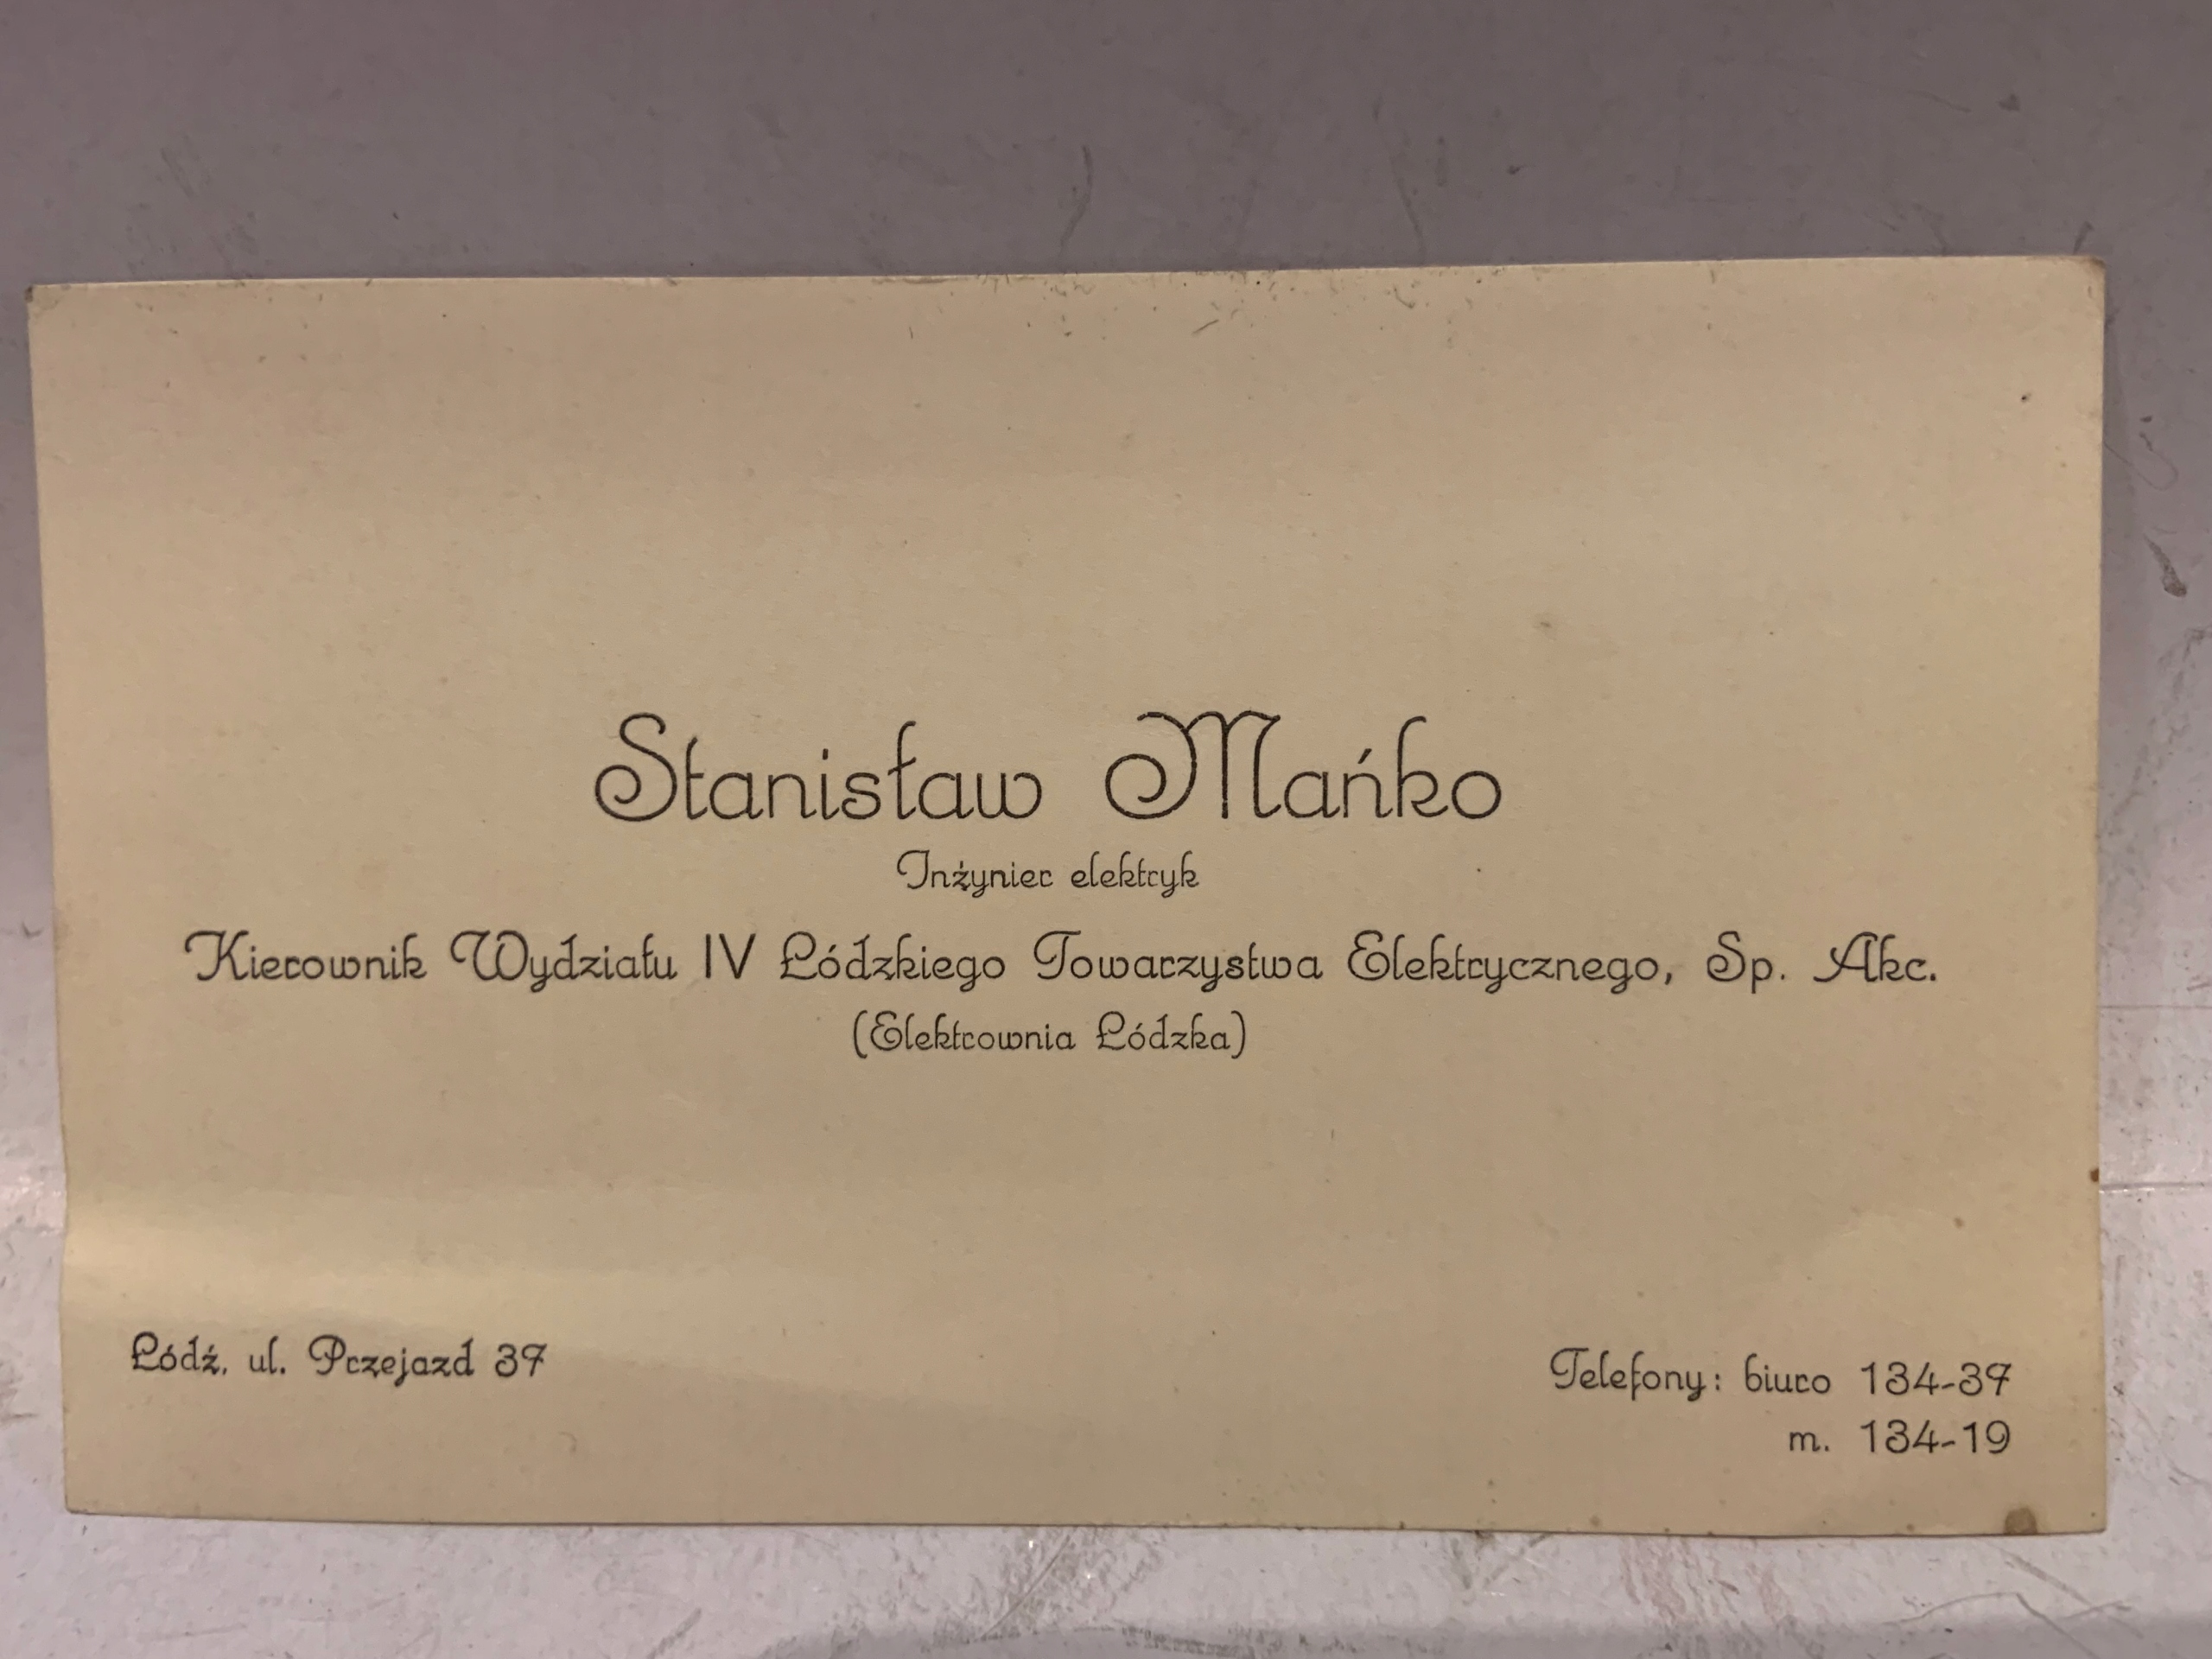 Stanisław Mańko
Inżynier elektryk
Kierownik Wydziału IV Łódzkiego Towarzystwa Elektrycznego, Sp. Akc.
(Elektrownia Łódzka)
Łódź, ul. Przejazd 37
Telefony: biuro 134-37
m. 134-19